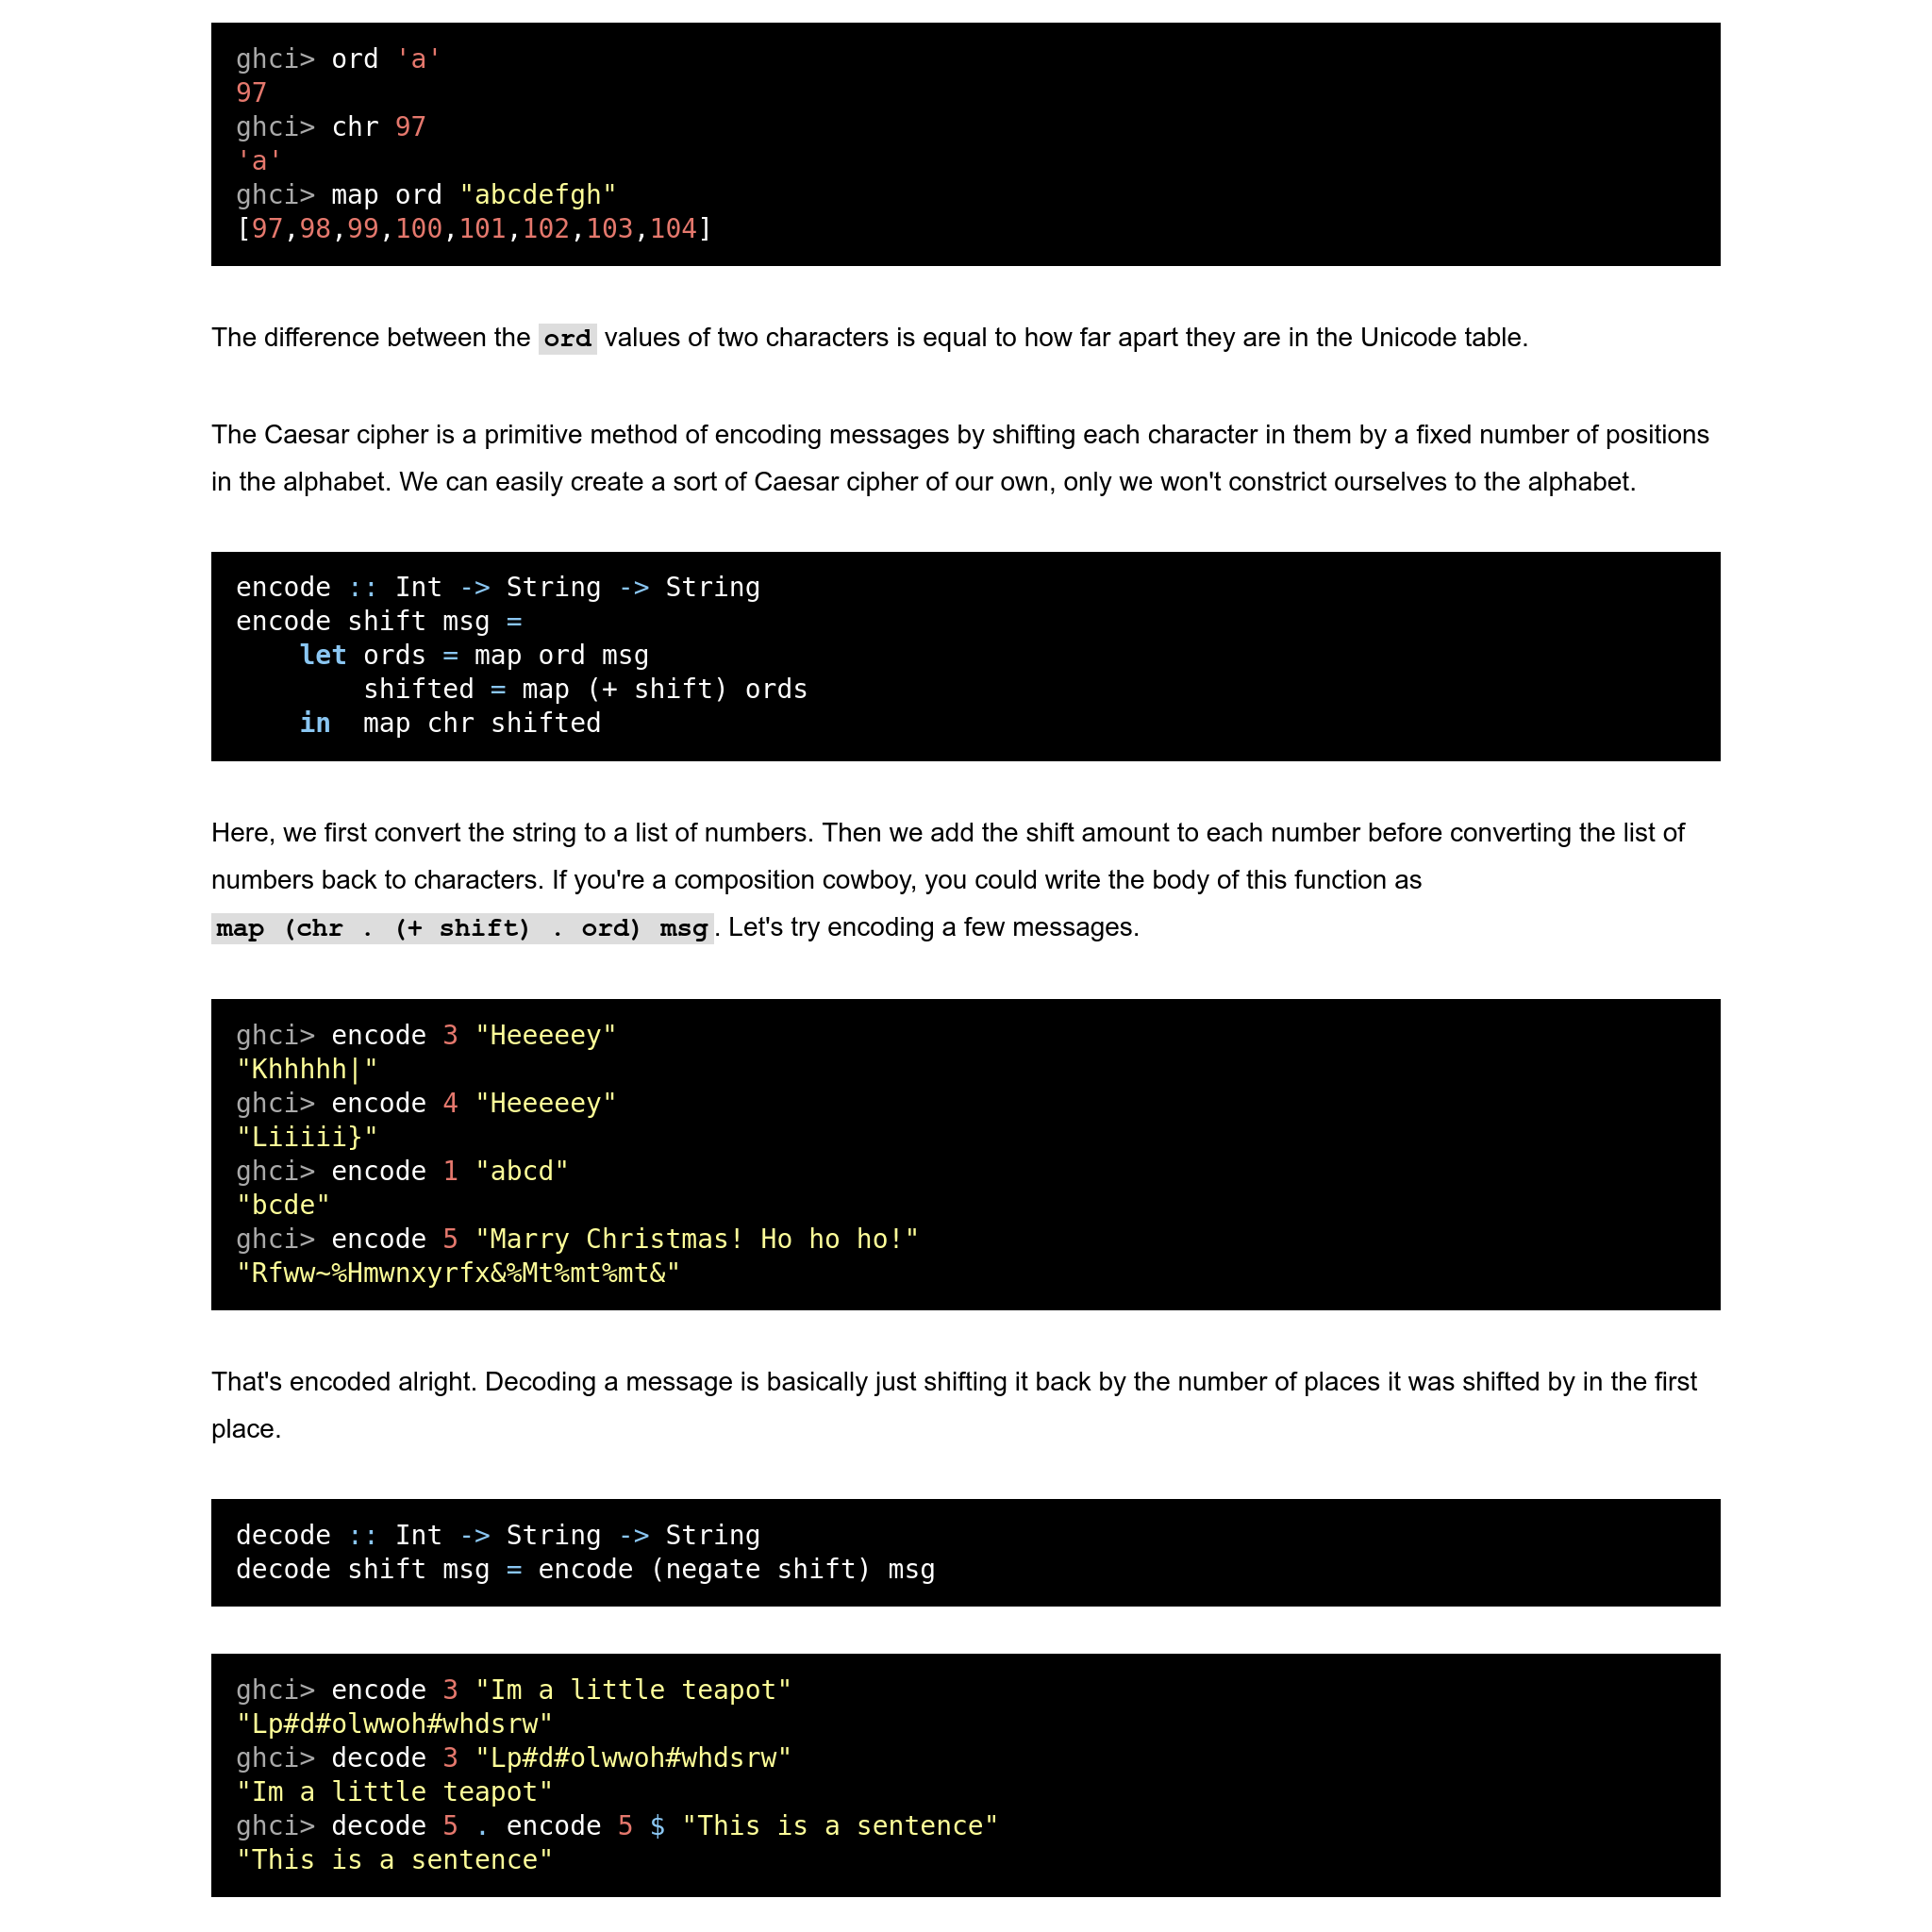 ghci> ord 'a'
97
ghci> chr 97
'a'
ghci> map ord "abcdefgh"
[97,98,99,100,101,102,103,104]
The difference between the ord values of two characters is equal to how far apart they are in the Unicode table.
The Caesar cipher is a primitive method of encoding messages by shifting each character in them by a fixed number of positions
in the alphabet. We can easily create a sort of Caesar cipher of our own, only we won't constrict ourselves to the alphabet.
encode :: Int -> String -> String
encode shift msg =
    let ords = map ord msg
        shifted = map (+ shift) ords
    in  map chr shifted
Here, we first convert the string to a list of numbers. Then we add the shift amount to each number before converting the list of
numbers back to characters. If you're a composition cowboy, you could write the body of this function as
map (chr . (+ shift) . ord) msg. Let's try encoding a few messages.
ghci> encode 3 "Heeeeey"
"Khhhhh|"
ghci> encode 4 "Heeeeey"
"Liiiii}"
ghci> encode 1 "abcd"
"bcde"
ghci> encode 5 "Marry Christmas! Ho ho ho!"
"Rfww~%Hmwnxyrfx&%Mt%mt%mt&"
That's encoded alright. Decoding a message is basically just shifting it back by the number of places it was shifted by in the first
place.
decode :: Int -> String -> String
decode shift msg = encode (negate shift) msg
ghci> encode 3 "Im a little teapot"
"Lp#d#olwwoh#whdsrw"
ghci> decode 3 "Lp#d#olwwoh#whdsrw"
"Im a little teapot"
ghci> decode 5 . encode 5 $ "This is a sentence"
"This is a sentence"